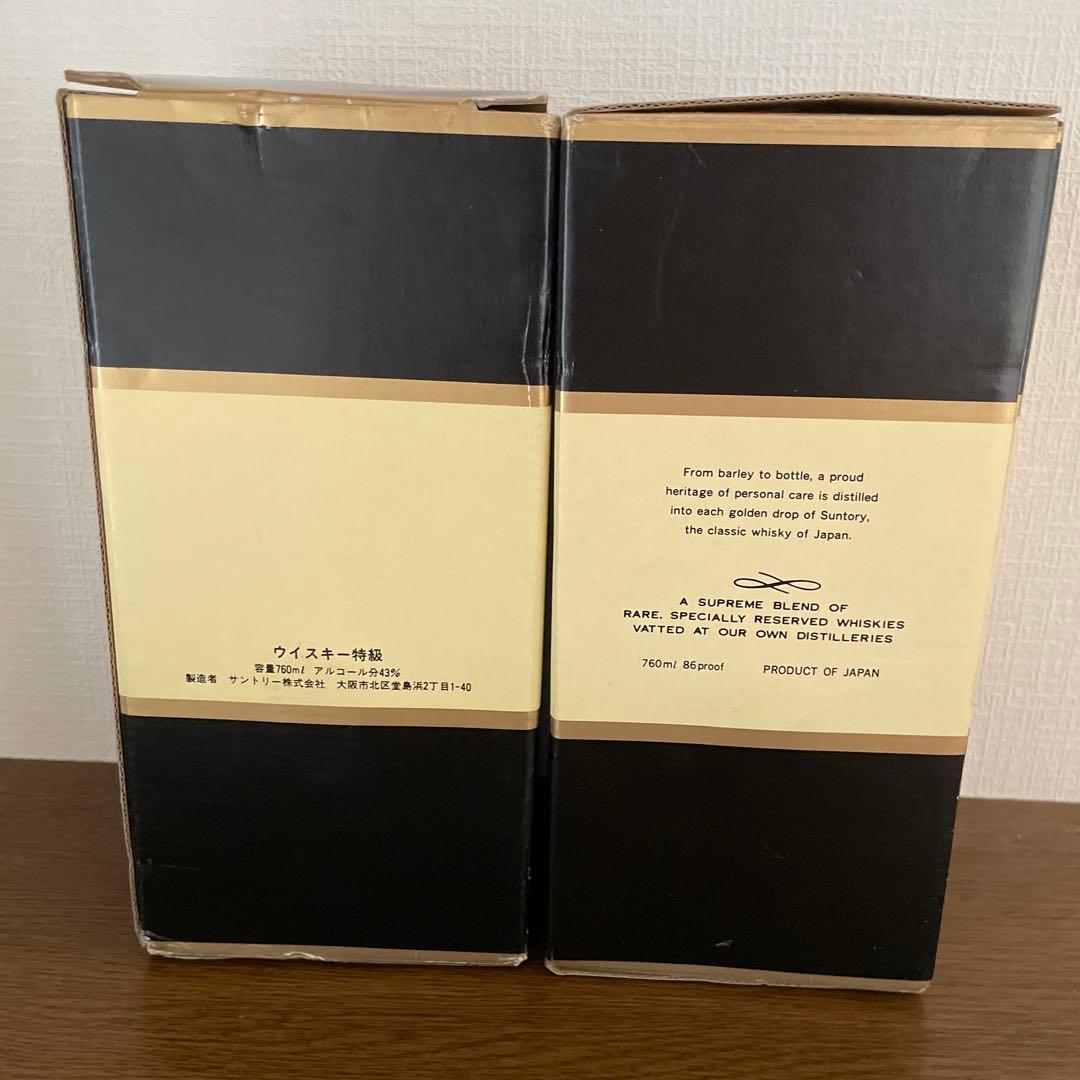 ウイスキー特級
容量760ml アルコール分43%
製造者 サントリー株式会社 大阪市北区堂島浜2丁目1-40
From barley to bottle, a proud
heritage of personal care is distilled
into each golden drop of Suntory,
the classic whisky of Japan.
A SUPREME BLEND OF
RARE, SPECIALLY RESERVED WHISKIES
VATTED AT OUR OWN DISTILLERIES
760ml 86proof PRODUCT OF JAPAN